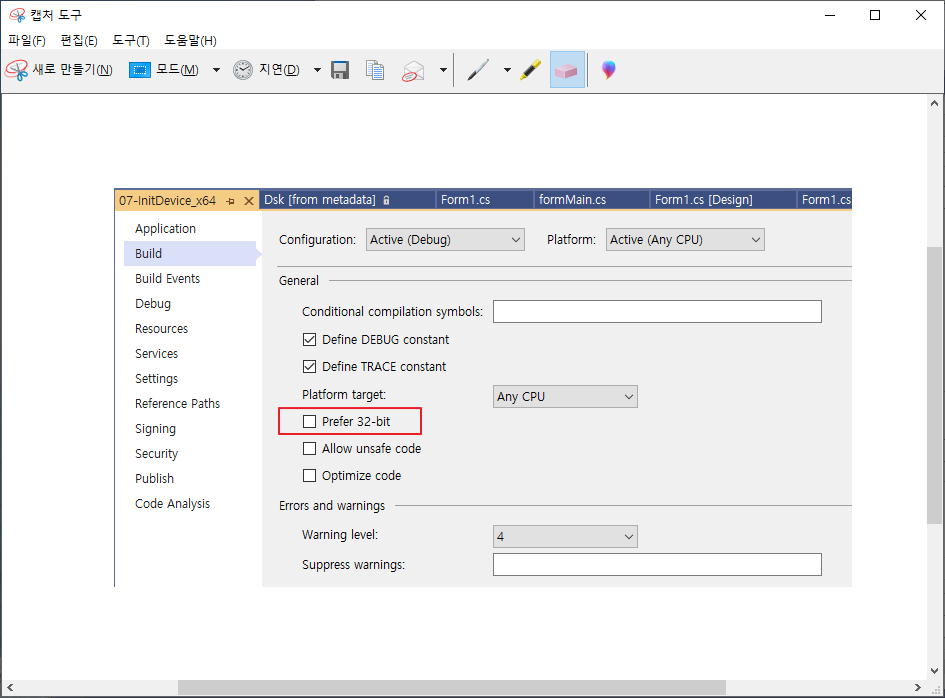 캡처 도구
파일(F) 편집(E) 도구(T) 도움말(H)
새로 만들기(N) 모드(M) 지연(D)
07-InitDevice_x64 Dsk [from metadata] Form1.cs formMain.cs Form1.cs [Design] Form1.cs
Application
Build
Build Events
Debug
Resources
Services
Settings
Reference Paths
Signing
Security
Publish
Code Analysis
Configuration: Active (Debug) Platform: Active (Any CPU)
General
Conditional compilation symbols:
Define DEBUG constant
Define TRACE constant
Platform target: Any CPU
Prefer 32-bit
Allow unsafe code
Optimize code
Errors and warnings
Warning level: 4
Suppress warnings: